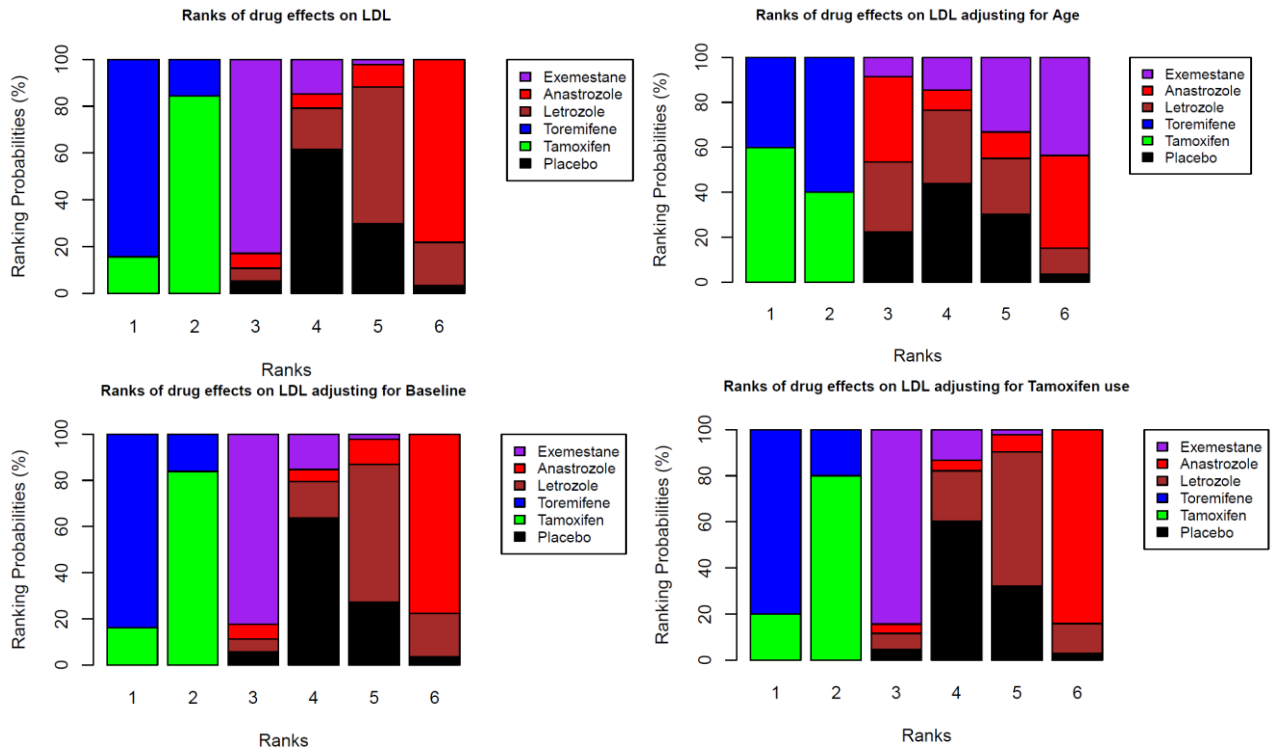 Ranks of drug effects on LDL
Ranking Probabilities (%)
100
80
60
40
20
0
1 2 3 4 5 6
Ranks
Exemestane
Anastrozole
Letrozole
Toremifene
Tamoxifen
Placebo
Ranks of drug effects on LDL adjusting for Age
Ranking Probabilities (%)
100
80
60
40
20
0
1 2 3 4 5 6
Ranks
Exemestane
Anastrozole
Letrozole
Toremifene
Tamoxifen
Placebo
Ranks of drug effects on LDL adjusting for Baseline
Ranking Probabilities (%)
100
80
60
40
20
0
1 2 3 4 5 6
Ranks
Exemestane
Anastrozole
Letrozole
Toremifene
Tamoxifen
Placebo
Ranks of drug effects on LDL adjusting for Tamoxifen use
Ranking Probabilities (%)
100
80
60
40
20
0
1 2 3 4 5 6
Ranks
Exemestane
Anastrozole
Letrozole
Toremifene
Tamoxifen
Placebo